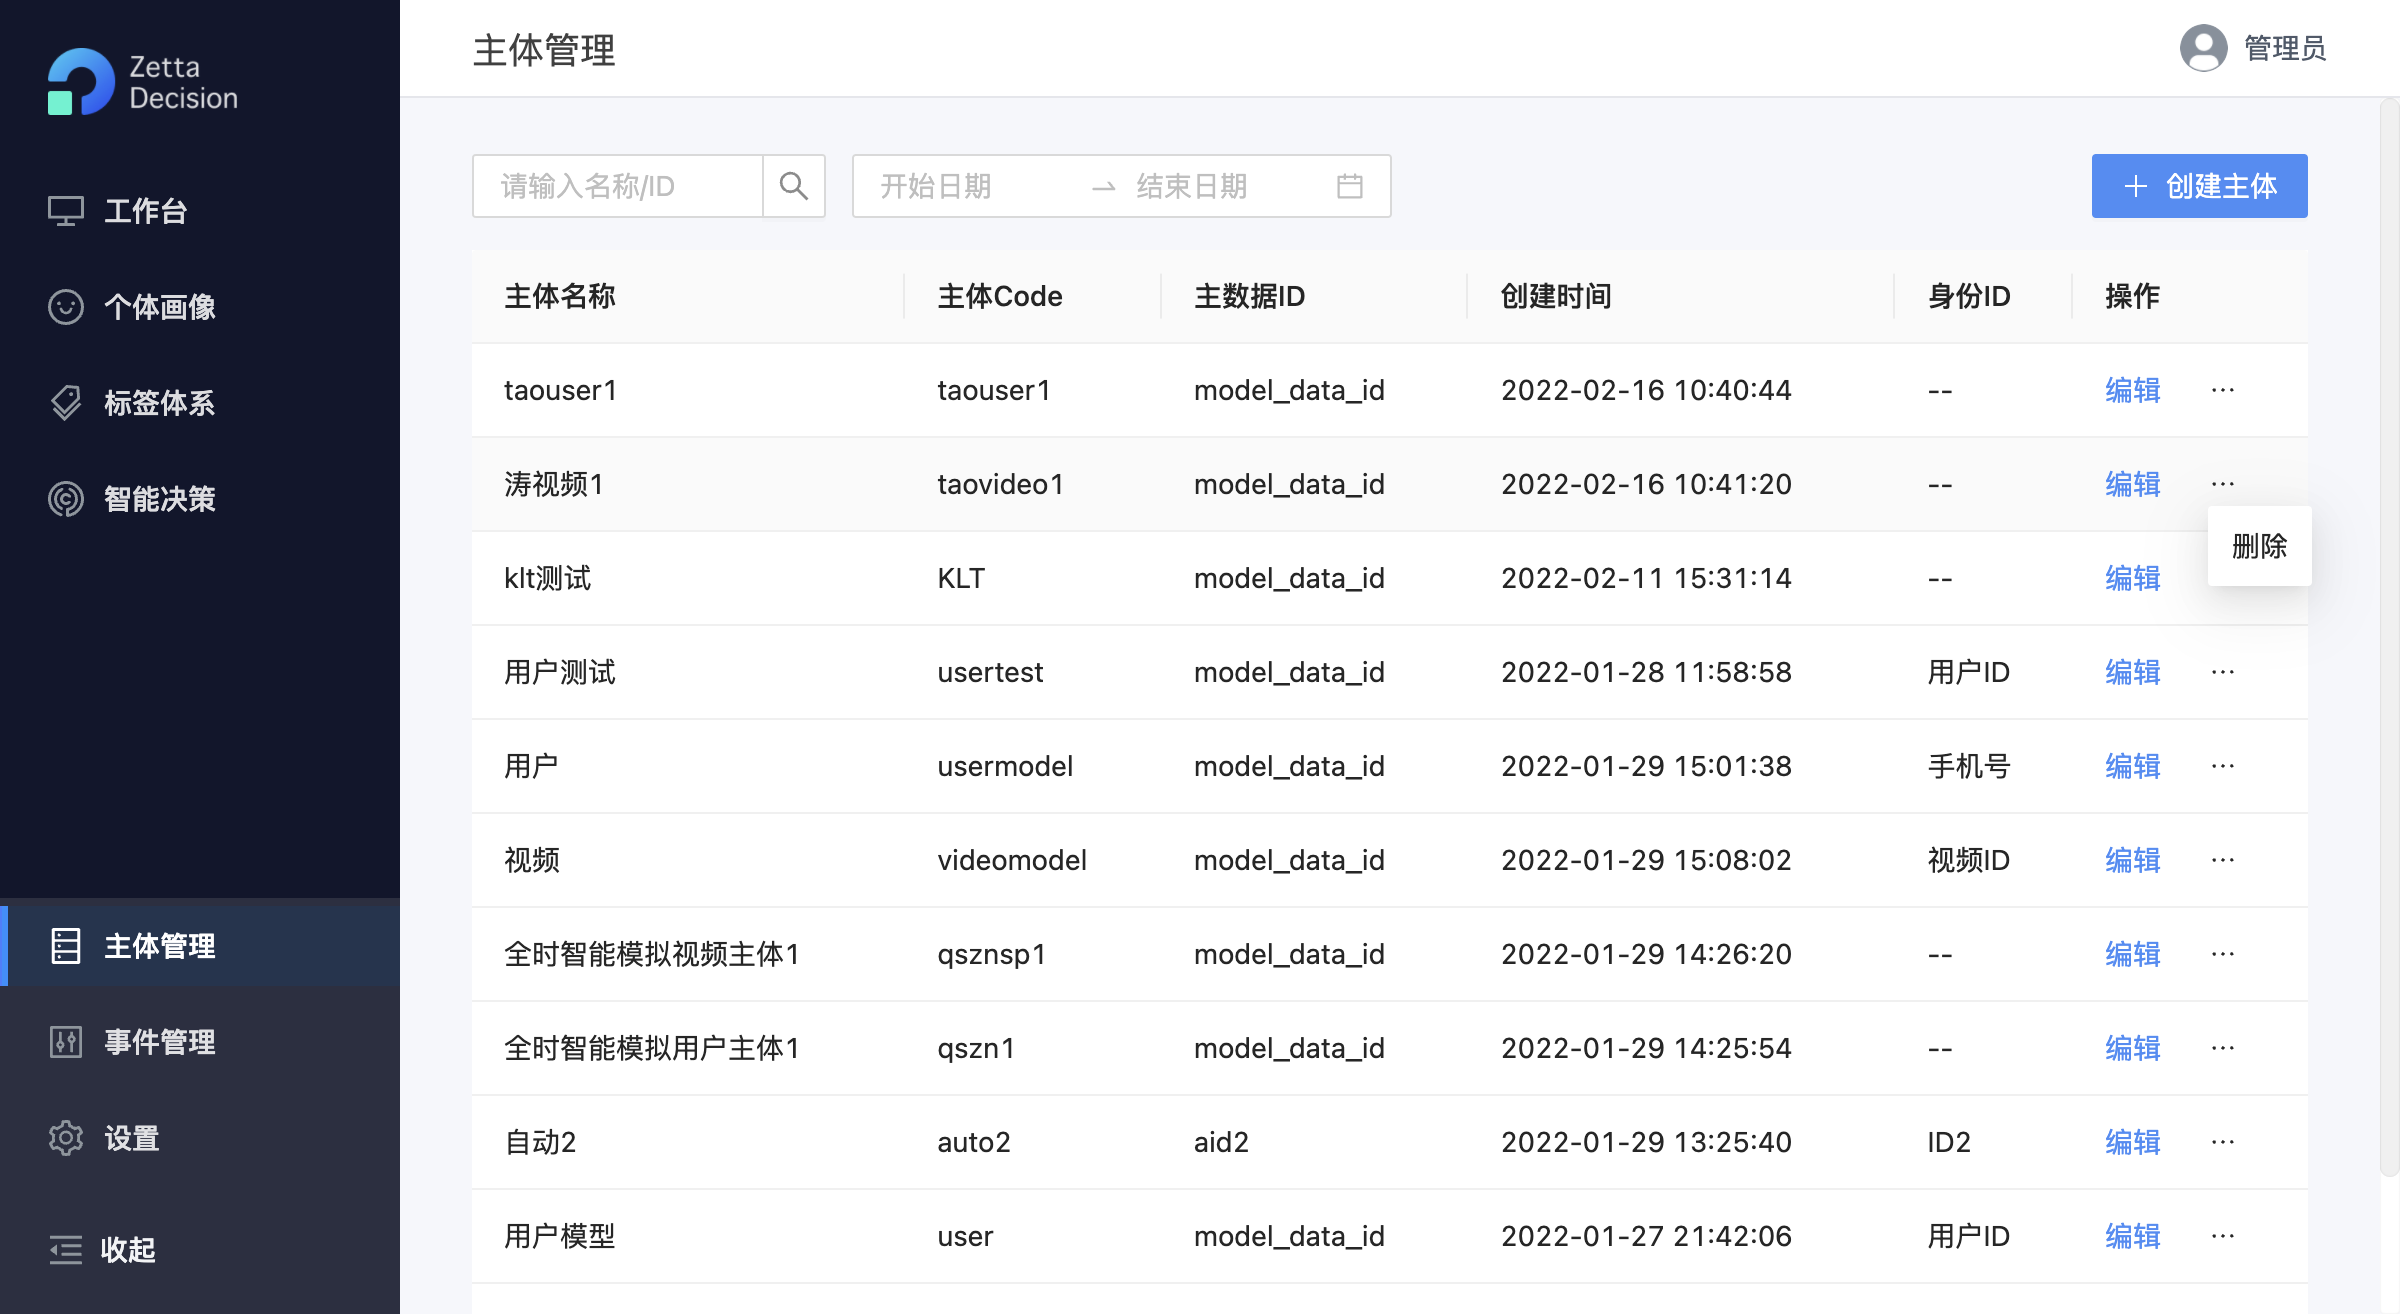 Zetta
Decision
工作台
个体画像
标签体系
智能决策
主体管理
事件管理
设置
收起
主体管理
管理员
请输入名称/ID
开始日期
结束日期
创建主体
主体名称 主体Code 主数据ID 创建时间 身份ID 操作
taouser1 taouser1 model_data_id 2022-02-16 10:40:44 -- 编辑 ···
涛视频1 taovideo1 model_data_id 2022-02-16 10:41:20 -- 编辑 ···
删除
klt测试 KLT model_data_id 2022-02-11 15:31:14 -- 编辑
用户测试 usertest model_data_id 2022-01-28 11:58:58 用户ID 编辑 ···
用户 usermodel model_data_id 2022-01-29 15:01:38 手机号 编辑 ···
视频 videomodel model_data_id 2022-01-29 15:08:02 视频ID 编辑 ···
全时智能模拟视频主体1 qsznsp1 model_data_id 2022-01-29 14:26:20 -- 编辑 ···
全时智能模拟用户主体1 qszn1 model_data_id 2022-01-29 14:25:54 -- 编辑 ···
自动2 auto2 aid2 2022-01-29 13:25:40 ID2 编辑 ···
用户模型 user model_data_id 2022-01-27 21:42:06 用户ID 编辑 ···